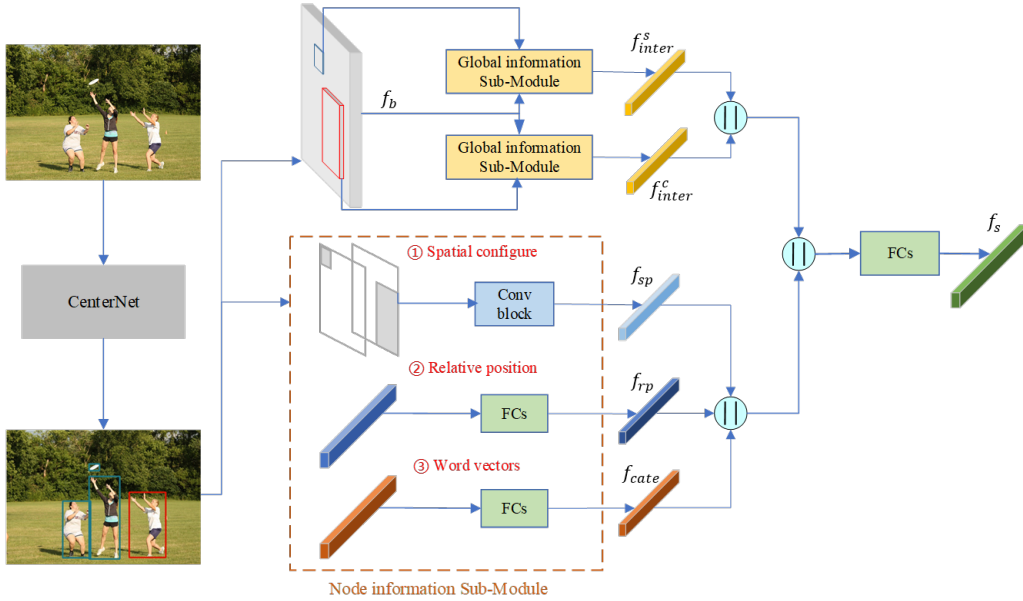 f_b
Global information
Sub-Module
Global information
Sub-Module
f^s_inter
f^c_inter
||
CenterNet
① Spatial configure
Conv
block
f_sp
② Relative position
FCs
f_rp
③ Word vectors
FCs
f_cate
||
||
FCs
f_s
Node information Sub-Module